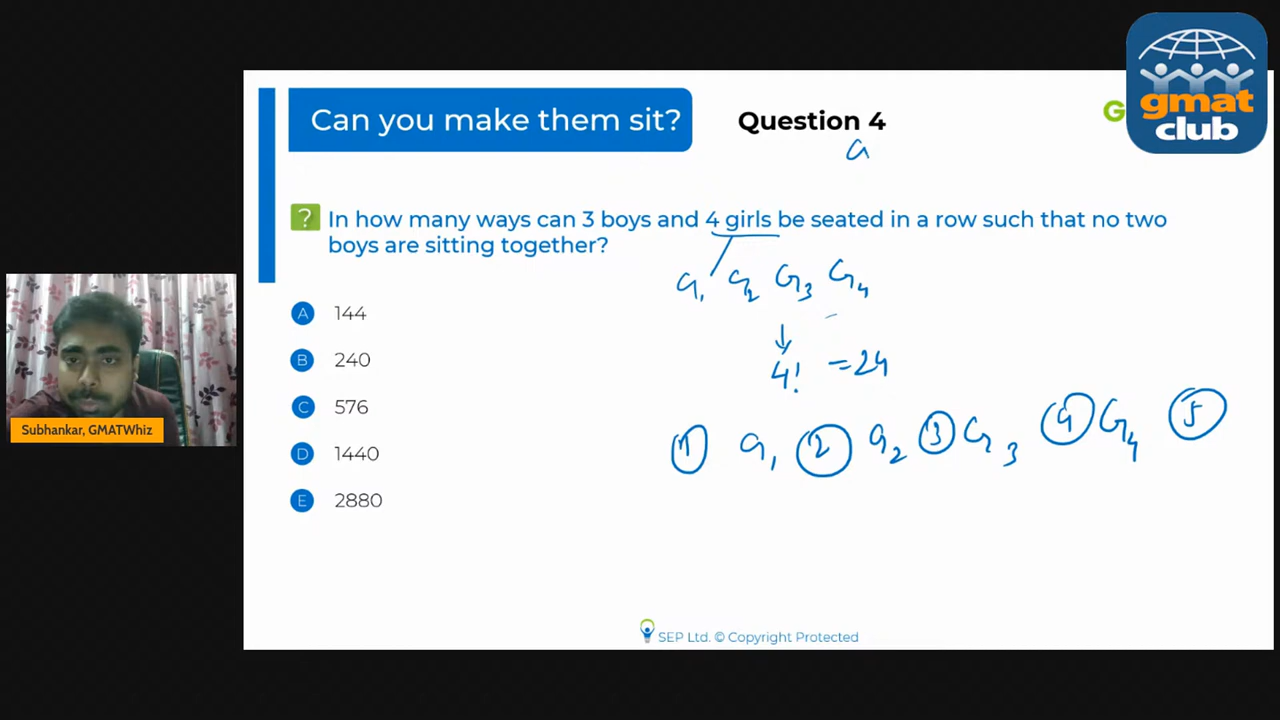 gmat
club
Can you make them sit?
Question 4
G
G
? In how many ways can 3 boys and 4 girls be seated in a row such that no two
boys are sitting together?
G1 G2 G3 G4
A 144
B 240
4! = 24
C 576
1 G1 2 G2 3 G3 4 G4 5
D 1440
E 2880
Subhankar, GMATWhiz
SEP Ltd. © Copyright Protected